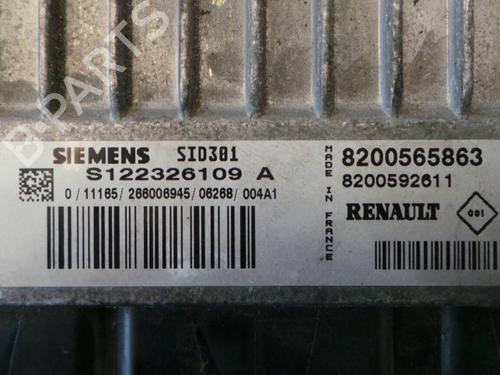 B-PARTS
SIEMENS SID301
S122326109 A
0 / 11165 / 266006945 / 06268 / 004A1
MADE IN FRANCE
8200565863
8200592611
RENAULT
001